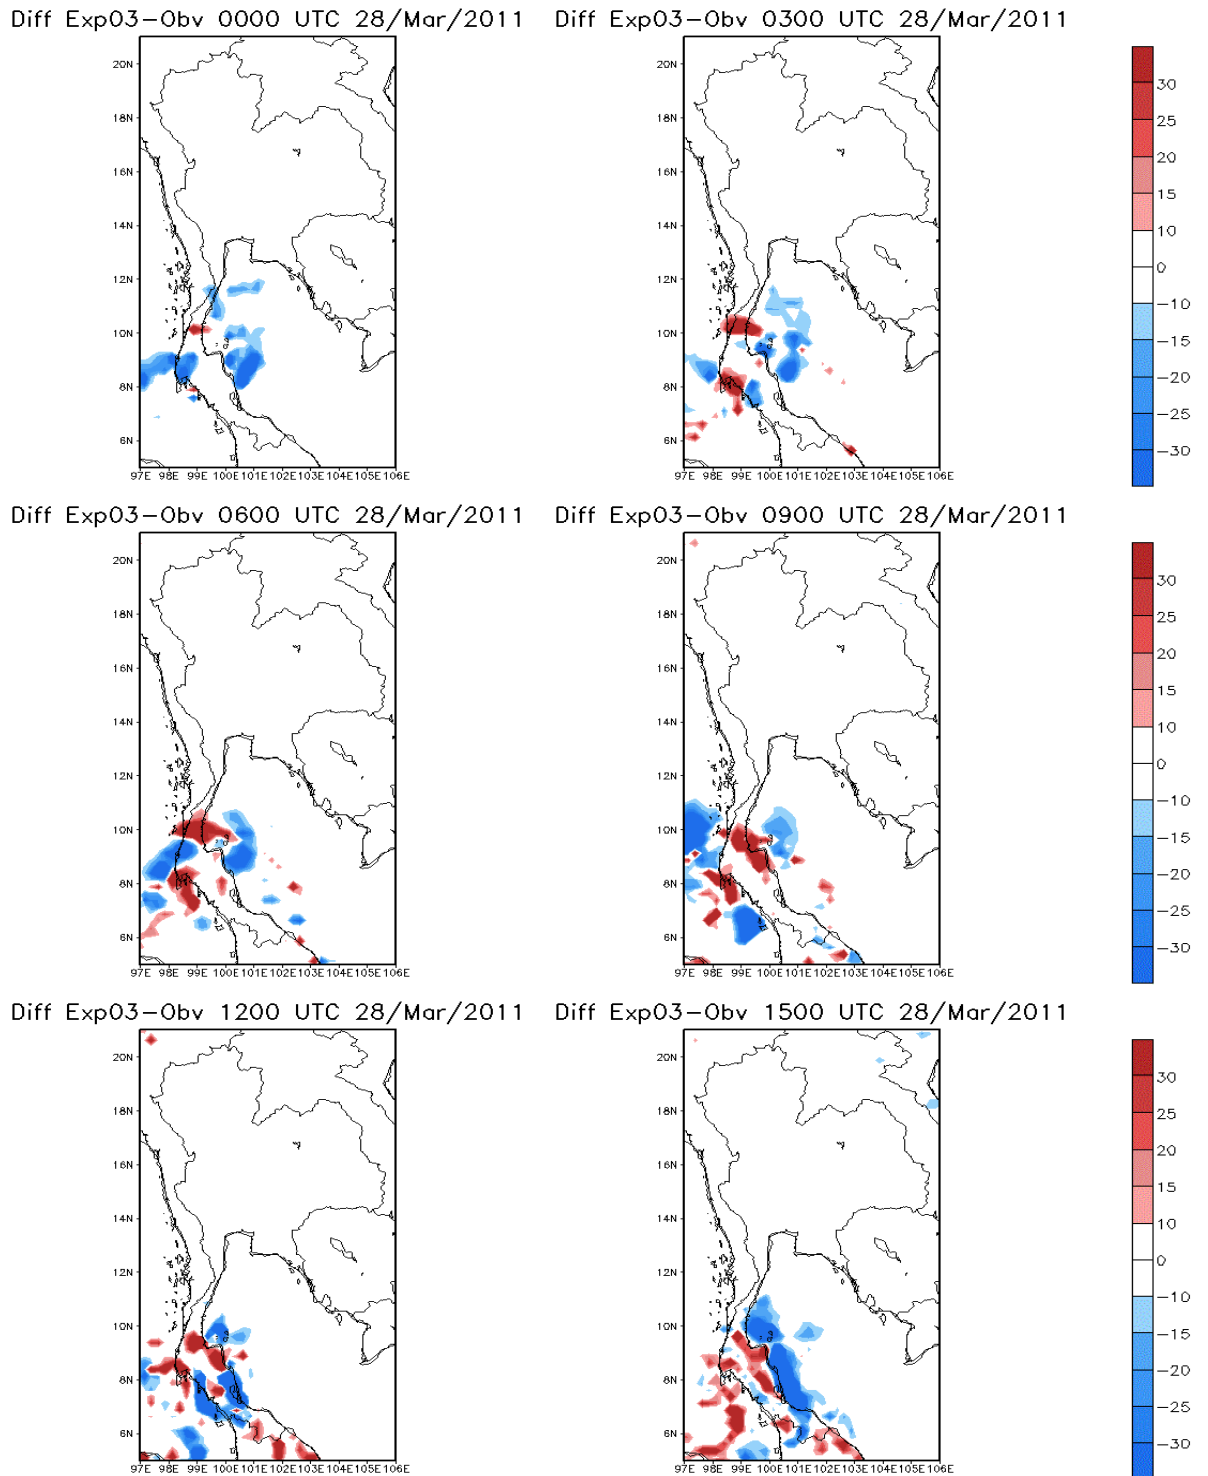 Diff Exp03-Obv 0000 UTC 28/Mar/2011
Diff Exp03-Obv 0300 UTC 28/Mar/2011
20N
18N
16N
14N
12N
10N
8N
6N
97E 98E 99E 100E 101E 102E 103E 104E 105E 106E
20N
18N
16N
14N
12N
10N
8N
6N
97E 98E 99E 100E 101E 102E 103E 104E 105E 106E
30
25
20
15
10
0
-10
-15
-20
-25
-30
Diff Exp03-Obv 0600 UTC 28/Mar/2011
Diff Exp03-Obv 0900 UTC 28/Mar/2011
20N
18N
16N
14N
12N
10N
8N
6N
97E 98E 99E 100E 101E 102E 103E 104E 105E 106E
20N
18N
16N
14N
12N
10N
8N
6N
97E 98E 99E 100E 101E 102E 103E 104E 105E 106E
30
25
20
15
10
0
-10
-15
-20
-25
-30
Diff Exp03-Obv 1200 UTC 28/Mar/2011
Diff Exp03-Obv 1500 UTC 28/Mar/2011
20N
18N
16N
14N
12N
10N
8N
6N
97E 98E 99E 100E 101E 102E 103E 104E 105E 106E
20N
18N
16N
14N
12N
10N
8N
6N
97E 98E 99E 100E 101E 102E 103E 104E 105E 106E
30
25
20
15
10
0
-10
-15
-20
-25
-30